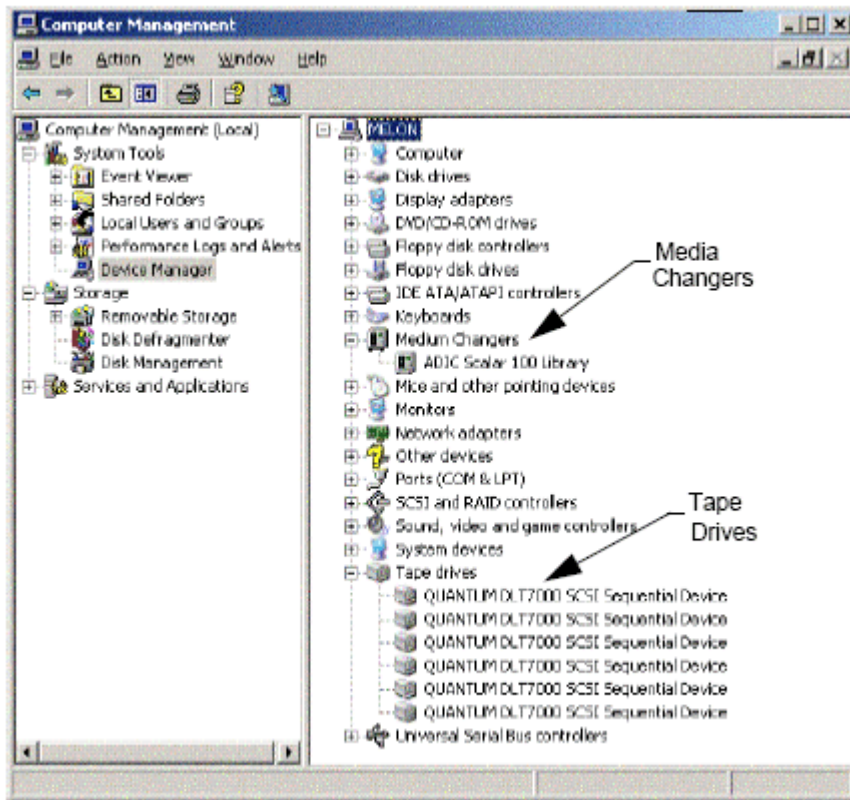 Computer Management
File Action View Window Help
Computer Management (Local)
System Tools
Event Viewer
Shared Folders
Local Users and Groups
Performance Logs and Alerts
Device Manager
Storage
Removable Storage
Disk Defragmenter
Disk Management
Services and Applications
MELON
Computer
Disk drives
Display adapters
DVD/CD-ROM drives
Floppy disk controllers
Floppy disk drives
IDE ATA/ATAPI controllers
Keyboards
Medium Changers
ADIC Scalar 100 Library
Mice and other pointing devices
Monitors
Network adapters
Other devices
Ports (COM & LPT)
SCSI and RAID controllers
Sound, video and game controllers
System devices
Tape drives
QUANTUM DLT7000 SCSI Sequential Device
QUANTUM DLT7000 SCSI Sequential Device
QUANTUM DLT7000 SCSI Sequential Device
QUANTUM DLT7000 SCSI Sequential Device
QUANTUM DLT7000 SCSI Sequential Device
QUANTUM DLT7000 SCSI Sequential Device
Universal Serial Bus controllers
Media
Changers
Tape
Drives